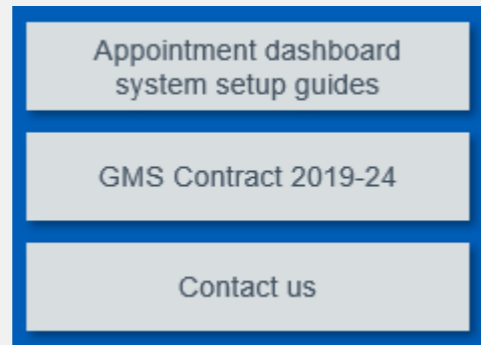 Appointment dashboard
system setup guides
GMS Contract 2019-24
Contact us